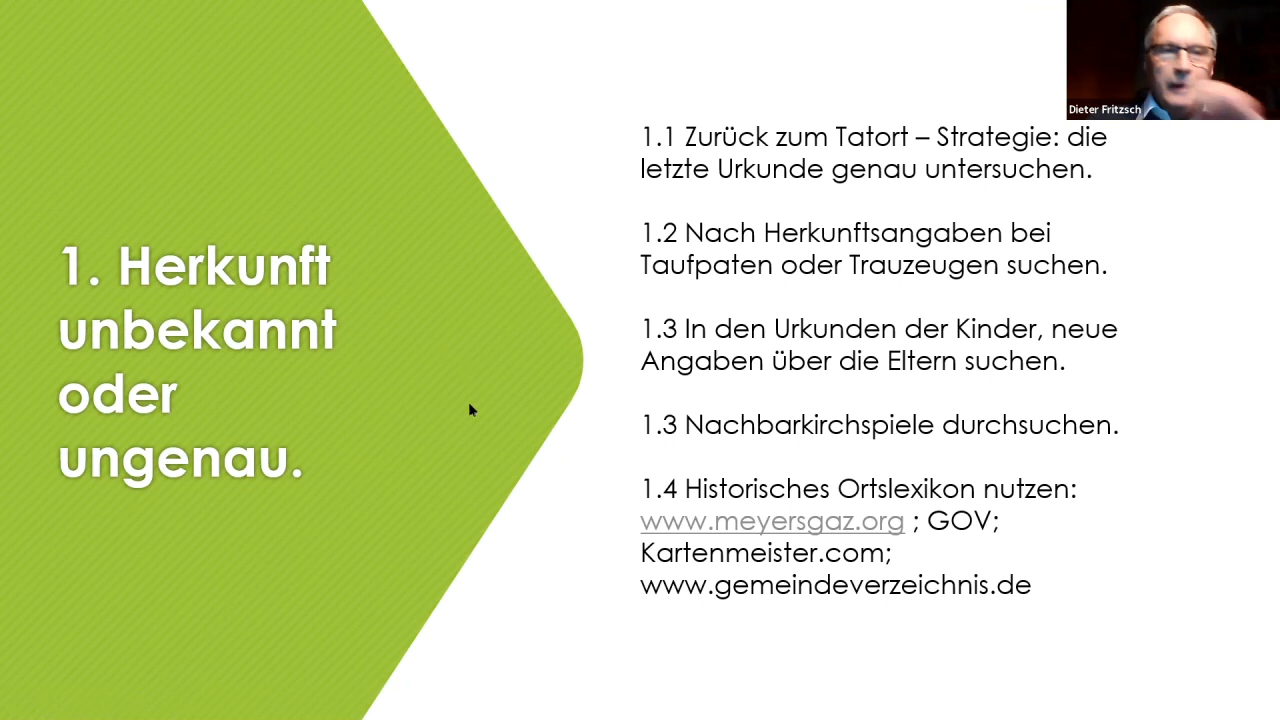 1. Herkunft
unbekannt
oder
ungenau.
1.1 Zurück zum Tatort – Strategie: die
letzte Urkunde genau untersuchen.
1.2 Nach Herkunftsangaben bei
Taufpaten oder Trauzeugen suchen.
1.3 In den Urkunden der Kinder, neue
Angaben über die Eltern suchen.
1.3 Nachbarkirchspiele durchsuchen.
1.4 Historisches Ortslexikon nutzen:
www.meyersgaz.org ; GOV;
Kartenmeister.com;
www.gemeindeverzeichnis.de
Dieter Fritzsch